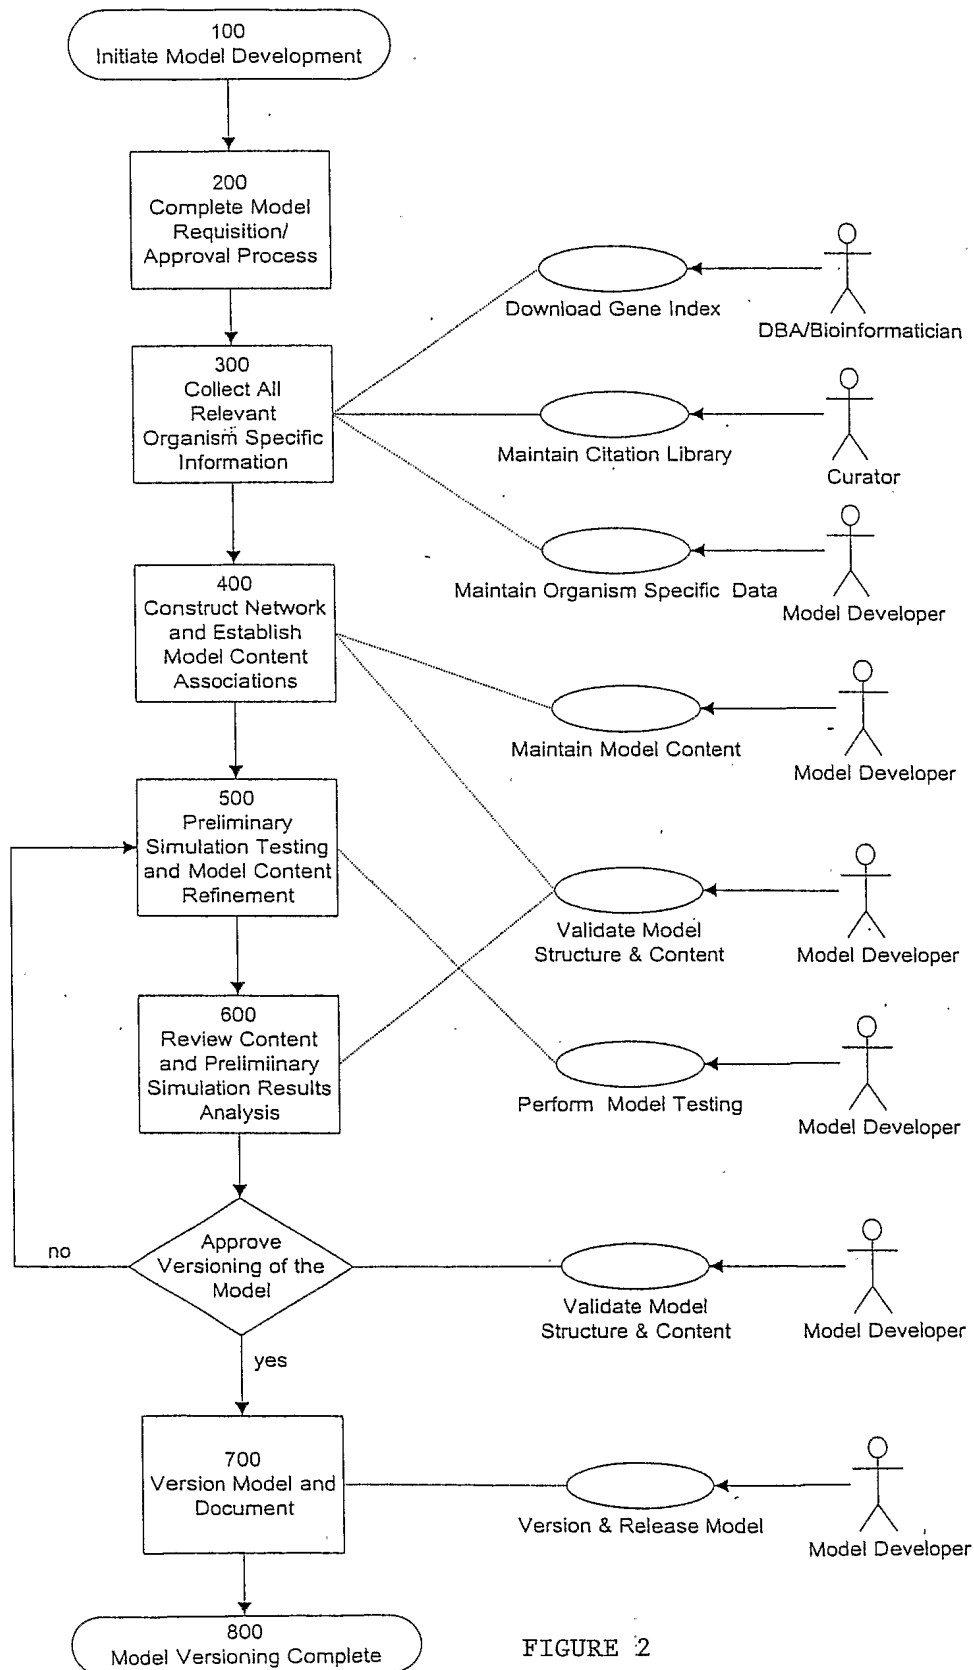 100
Initiate Model Development
200
Complete Model
Requisition/
Approval Process
Download Gene Index
DBA/Bioinformatician
300
Collect All
Relevant
Organism Specific
Information
Maintain Citation Library
Curator
Maintain Organism Specific Data
Model Developer
400
Construct Network
and Establish
Model Content
Associations
Maintain Model Content
Model Developer
500
Preliminary
Simulation Testing
and Model Content
Refinement
Validate Model
Structure & Content
Model Developer
600
Review Content
and Prelimiinary
Simulation Results
Analysis
Perform Model Testing
Model Developer
no
Approve
Versioning of the
Model
Validate Model
Structure & Content
Model Developer
yes
700
Version Model and
Document
Version & Release Model
Model Developer
800
Model Versioning Complete
FIGURE 2